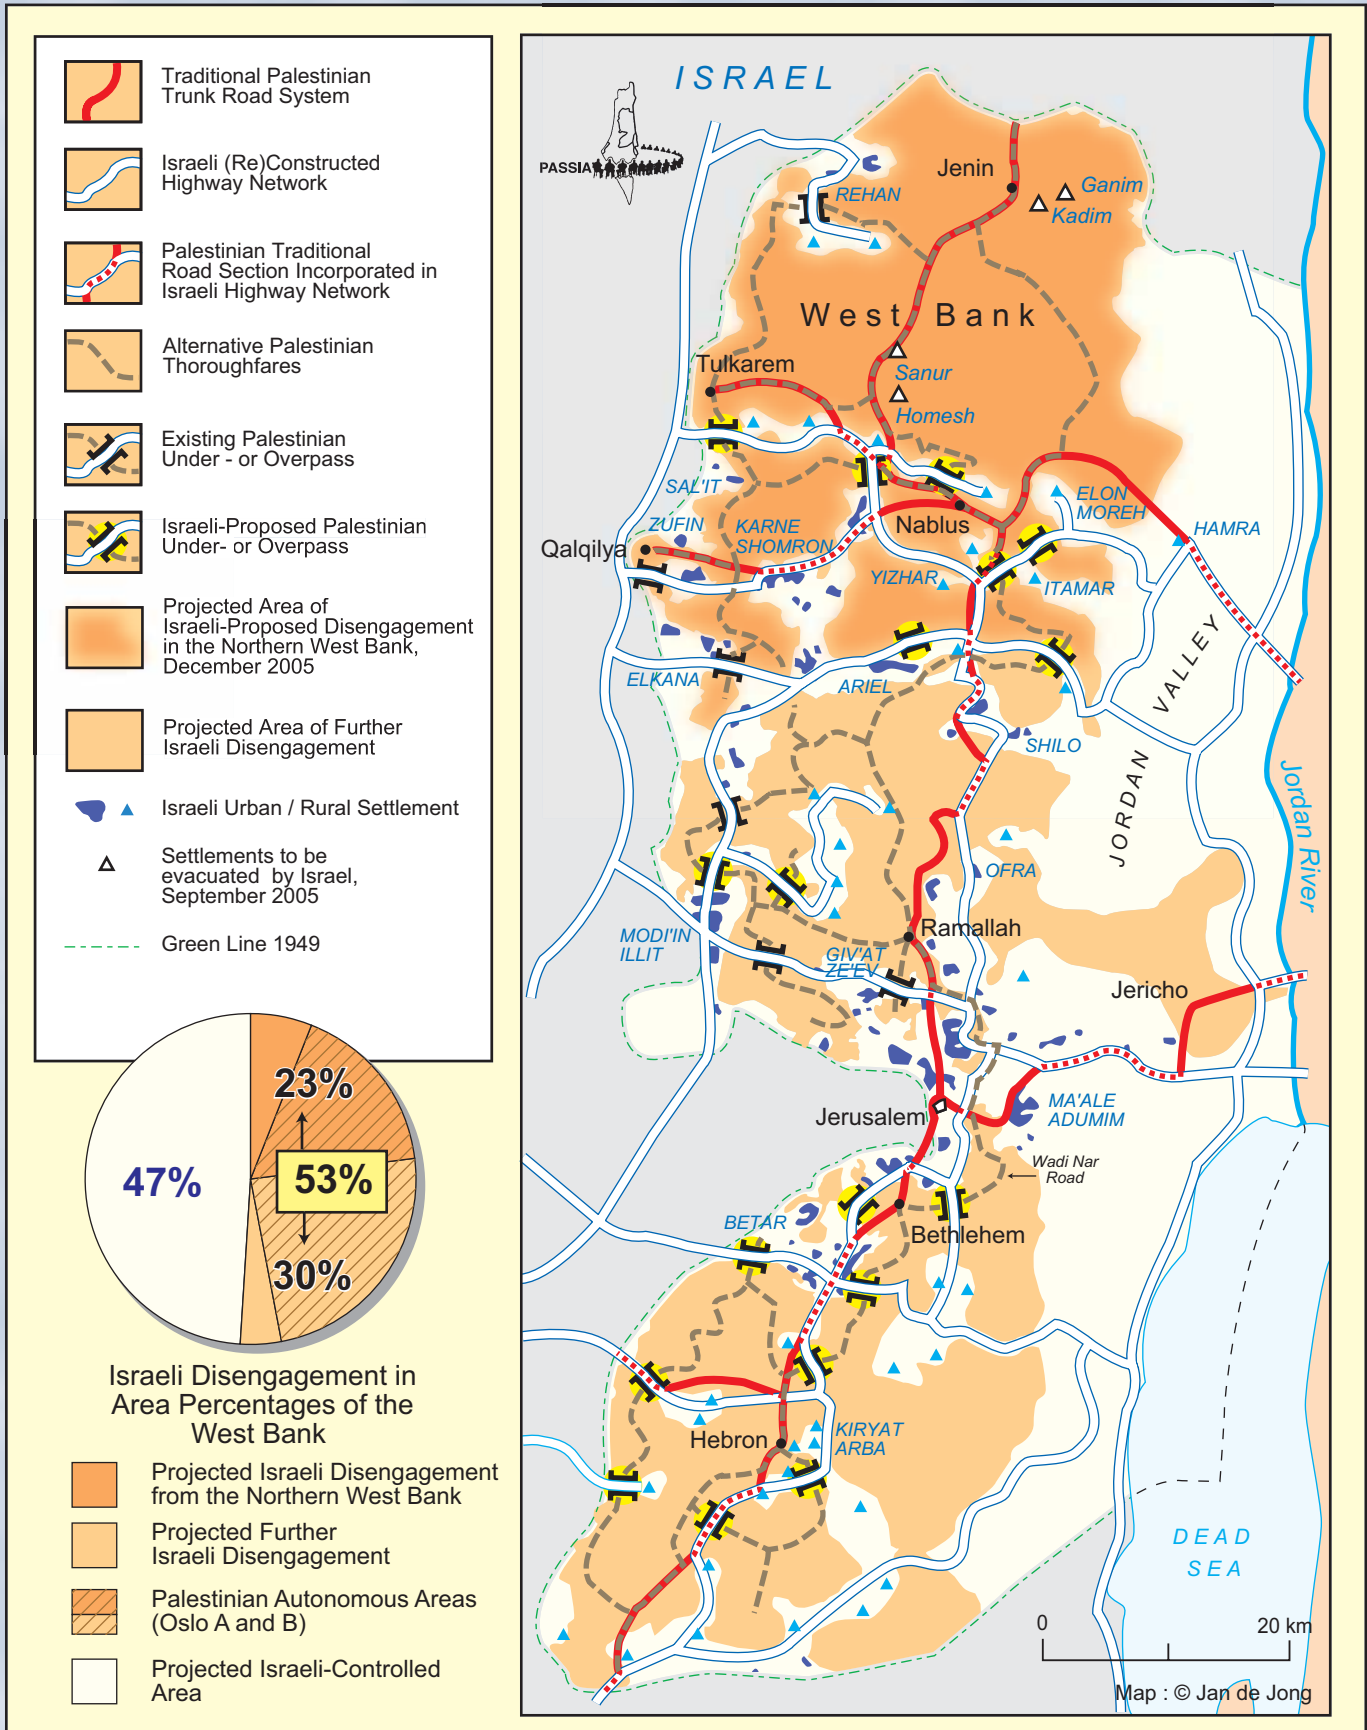 Traditional Palestinian
Trunk Road System
Israeli (Re)Constructed
Highway Network
Palestinian Traditional
Road Section Incorporated in
Israeli Highway Network
Alternative Palestinian
Thoroughfares
Existing Palestinian
Under - or Overpass
Israeli-Proposed Palestinian
Under- or Overpass
Projected Area of
Israeli-Proposed Disengagement
in the Northern West Bank,
December 2005
Projected Area of Further
Israeli Disengagement
Israeli Urban / Rural Settlement
Settlements to be
evacuated by Israel,
September 2005
Green Line 1949
23%
47%
53%
30%
Israeli Disengagement in
Area Percentages of the
West Bank
Projected Israeli Disengagement
from the Northern West Bank
Projected Further
Israeli Disengagement
Palestinian Autonomous Areas
(Oslo A and B)
Projected Israeli-Controlled
Area
ISRAEL
PASSIA
Jenin
REHAN
Ganim
Kadim
West Bank
Tulkarem
Sanur
Homesh
SAL'IT
ELON
MOREH
ZUFIN
KARNE
SHOMRON
Nablus
HAMRA
Qalqilya
YIZHAR
ITAMAR
ELKANA
ARIEL
JORDAN VALLEY
SHILO
Jordan River
OFRA
MODI'IN
ILLIT
Ramallah
GIV'AT
ZE'EV
Jericho
Jerusalem
MA'ALE
ADUMIM
Wadi Nar
Road
BETAR
Bethlehem
KIRYAT
ARBA
Hebron
DEAD
SEA
0
20 km
Map : © Jan de Jong